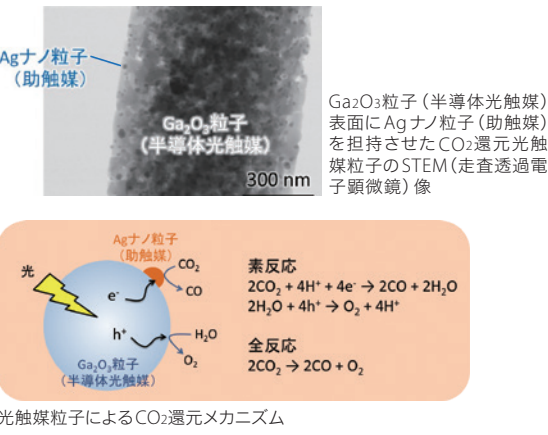 Agナノ粒子
（助触媒）
Ga₂O₃粒子
（半導体光触媒）
300 nm
Ga2O3粒子（半導体光触媒）
表面にAgナノ粒子（助触媒）
を担持させたCO2還元光触
媒粒子のSTEM（走査透過電
子顕微鏡）像
Agナノ粒子
（助触媒）
光
CO₂
CO
e⁻
h⁺
H₂O
O₂
Ga₂O₃粒子
（半導体光触媒）
素反応
2CO₂ + 4H⁺ + 4e⁻ → 2CO + 2H₂O
2H₂O + 4h⁺ → O₂ + 4H⁺
全反応
2CO₂ → 2CO + O₂
光触媒粒子によるCO2還元メカニズム